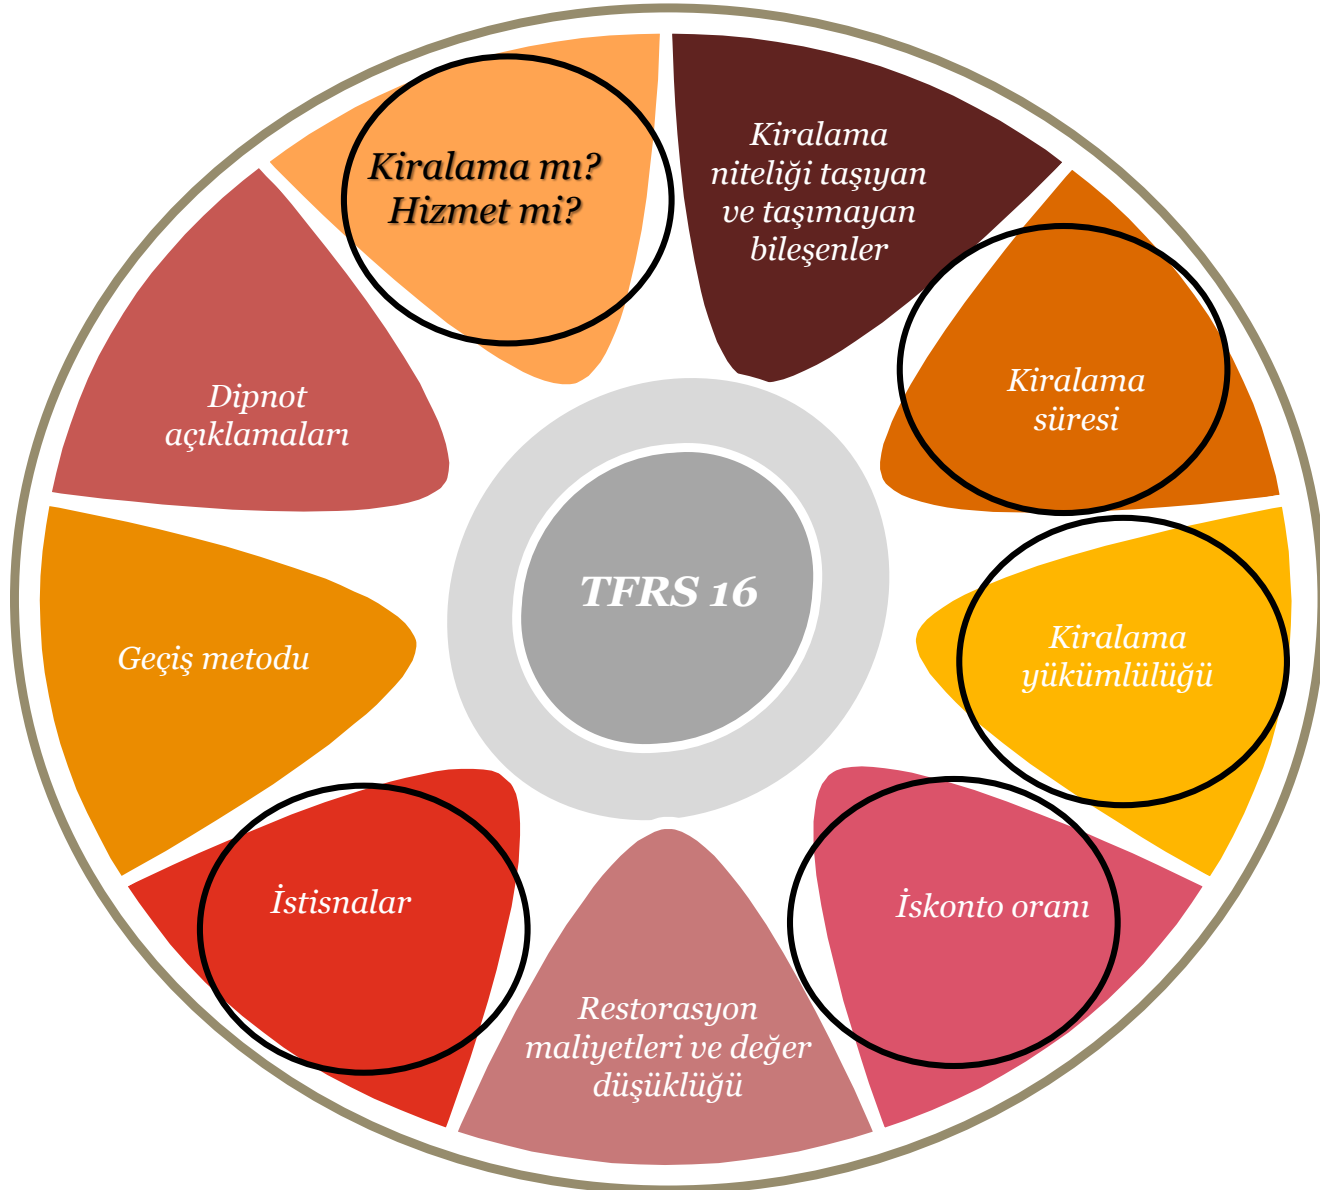 Kiralama mı?
Hizmet mi?
Kiralama
niteliği taşıyan
ve taşımayan
bileşenler
Kiralama
süresi
Kiralama
yükümlülüğü
İskonto oranı
Restorasyon
maliyetleri ve değer
düşüklüğü
İstisnalar
Geçiş metodu
Dipnot
açıklamaları
TFRS 16